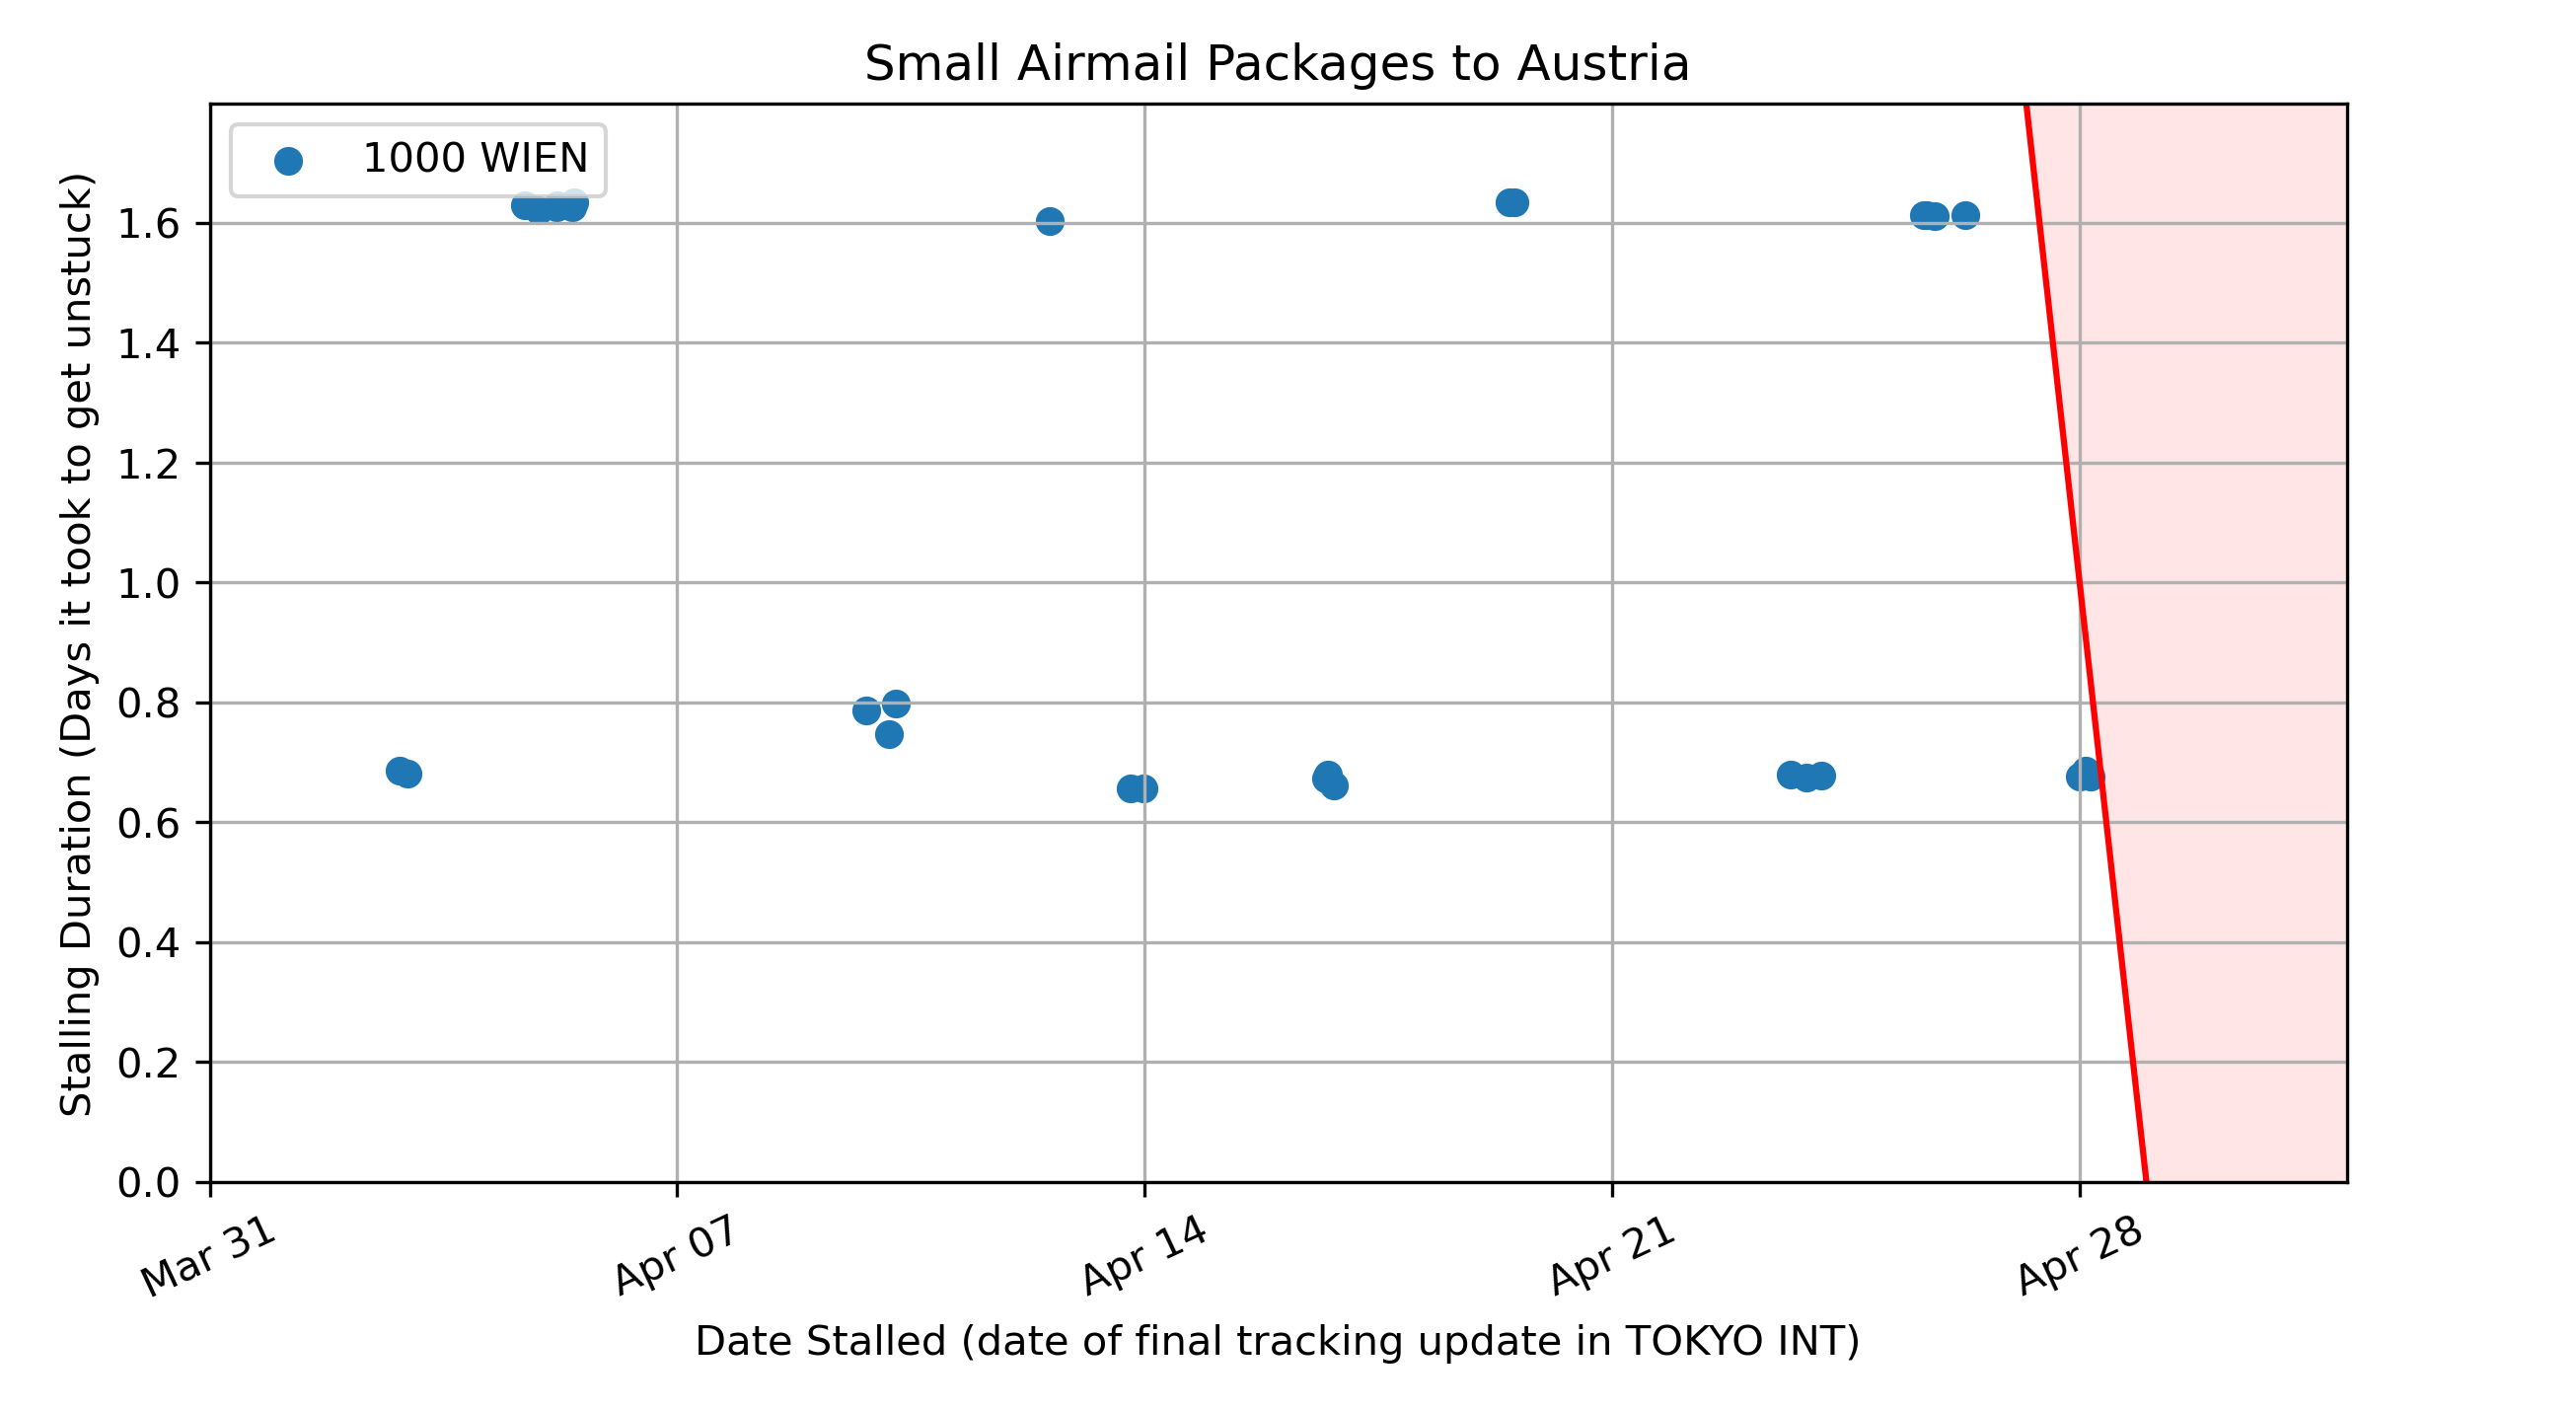 Small Airmail Packages to Austria
1000 WIEN
Stalling Duration (Days it took to get unstuck)
1.6
1.4
1.2
1.0
0.8
0.6
0.4
0.2
0.0
Mar 31
Apr 07
Apr 14
Apr 21
Apr 28
Date Stalled (date of final tracking update in TOKYO INT)